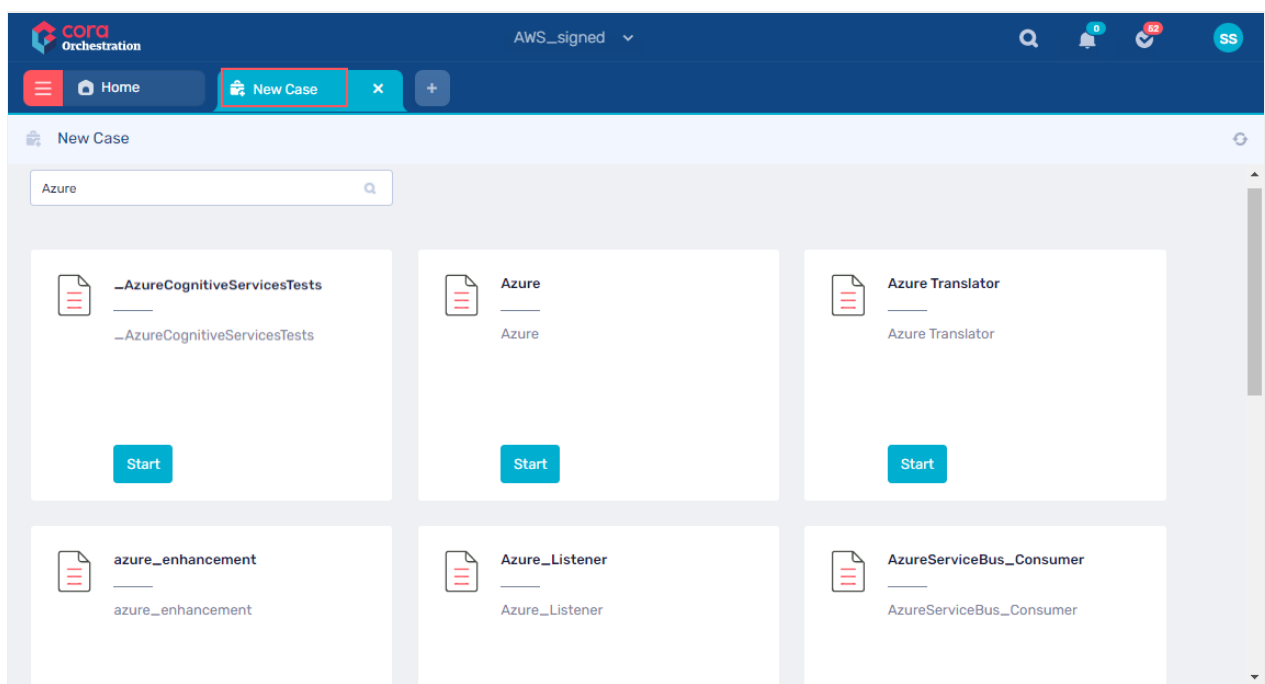 cora
Orchestration
AWS_signed
0
52
SS
Home
New Case
×
+
New Case
Azure
_AzureCognitiveServicesTests
_AzureCognitiveServicesTests
Start
Azure
Azure
Start
Azure Translator
Azure Translator
Start
azure_enhancement
azure_enhancement
Azure_Listener
Azure_Listener
AzureServiceBus_Consumer
AzureServiceBus_Consumer